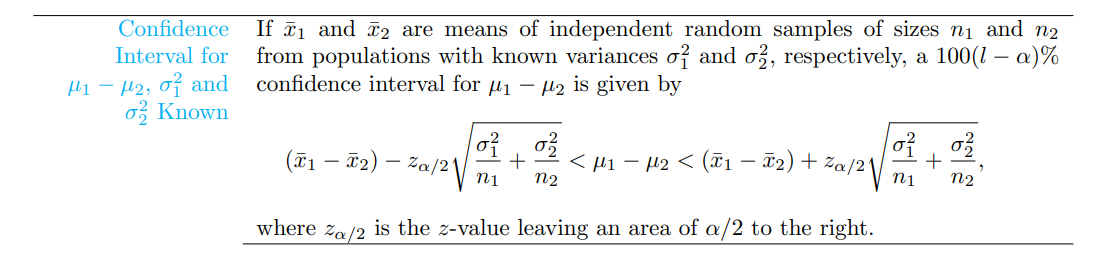 Confidence
Interval for
μ₁ − μ₂, σ₁² and
σ₂² Known
If x̄₁ and x̄₂ are means of independent random samples of sizes n₁ and n₂
from populations with known variances σ₁² and σ₂², respectively, a 100(l − α)%
confidence interval for μ₁ − μ₂ is given by
(x̄₁ − x̄₂) − z_{α/2}√(σ₁²/n₁ + σ₂²/n₂) < μ₁ − μ₂ < (x̄₁ − x̄₂) + z_{α/2}√(σ₁²/n₁ + σ₂²/n₂),
where z_{α/2} is the z-value leaving an area of α/2 to the right.